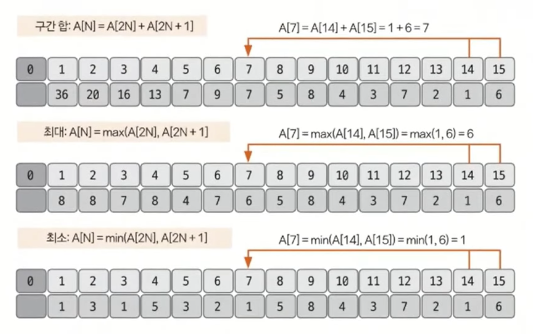 구간 합: A[N] = A[2N] + A[2N + 1]
A[7] = A[14] + A[15] = 1 + 6 = 7
0 1 2 3 4 5 6 7 8 9 10 11 12 13 14 15
36 20 16 13 7 9 7 5 8 4 3 7 2 1 6
최대: A[N] = max(A[2N], A[2N + 1]
A[7] = max(A[14], A[15]) = max(1, 6) = 6
0 1 2 3 4 5 6 7 8 9 10 11 12 13 14 15
8 8 7 8 4 7 6 5 8 4 3 7 2 1 6
최소: A[N] = min(A[2N], A[2N + 1]
A[7] = min(A[14], A[15]) = min(1, 6) = 1
0 1 2 3 4 5 6 7 8 9 10 11 12 13 14 15
1 3 1 5 3 2 1 5 8 4 3 7 2 1 6